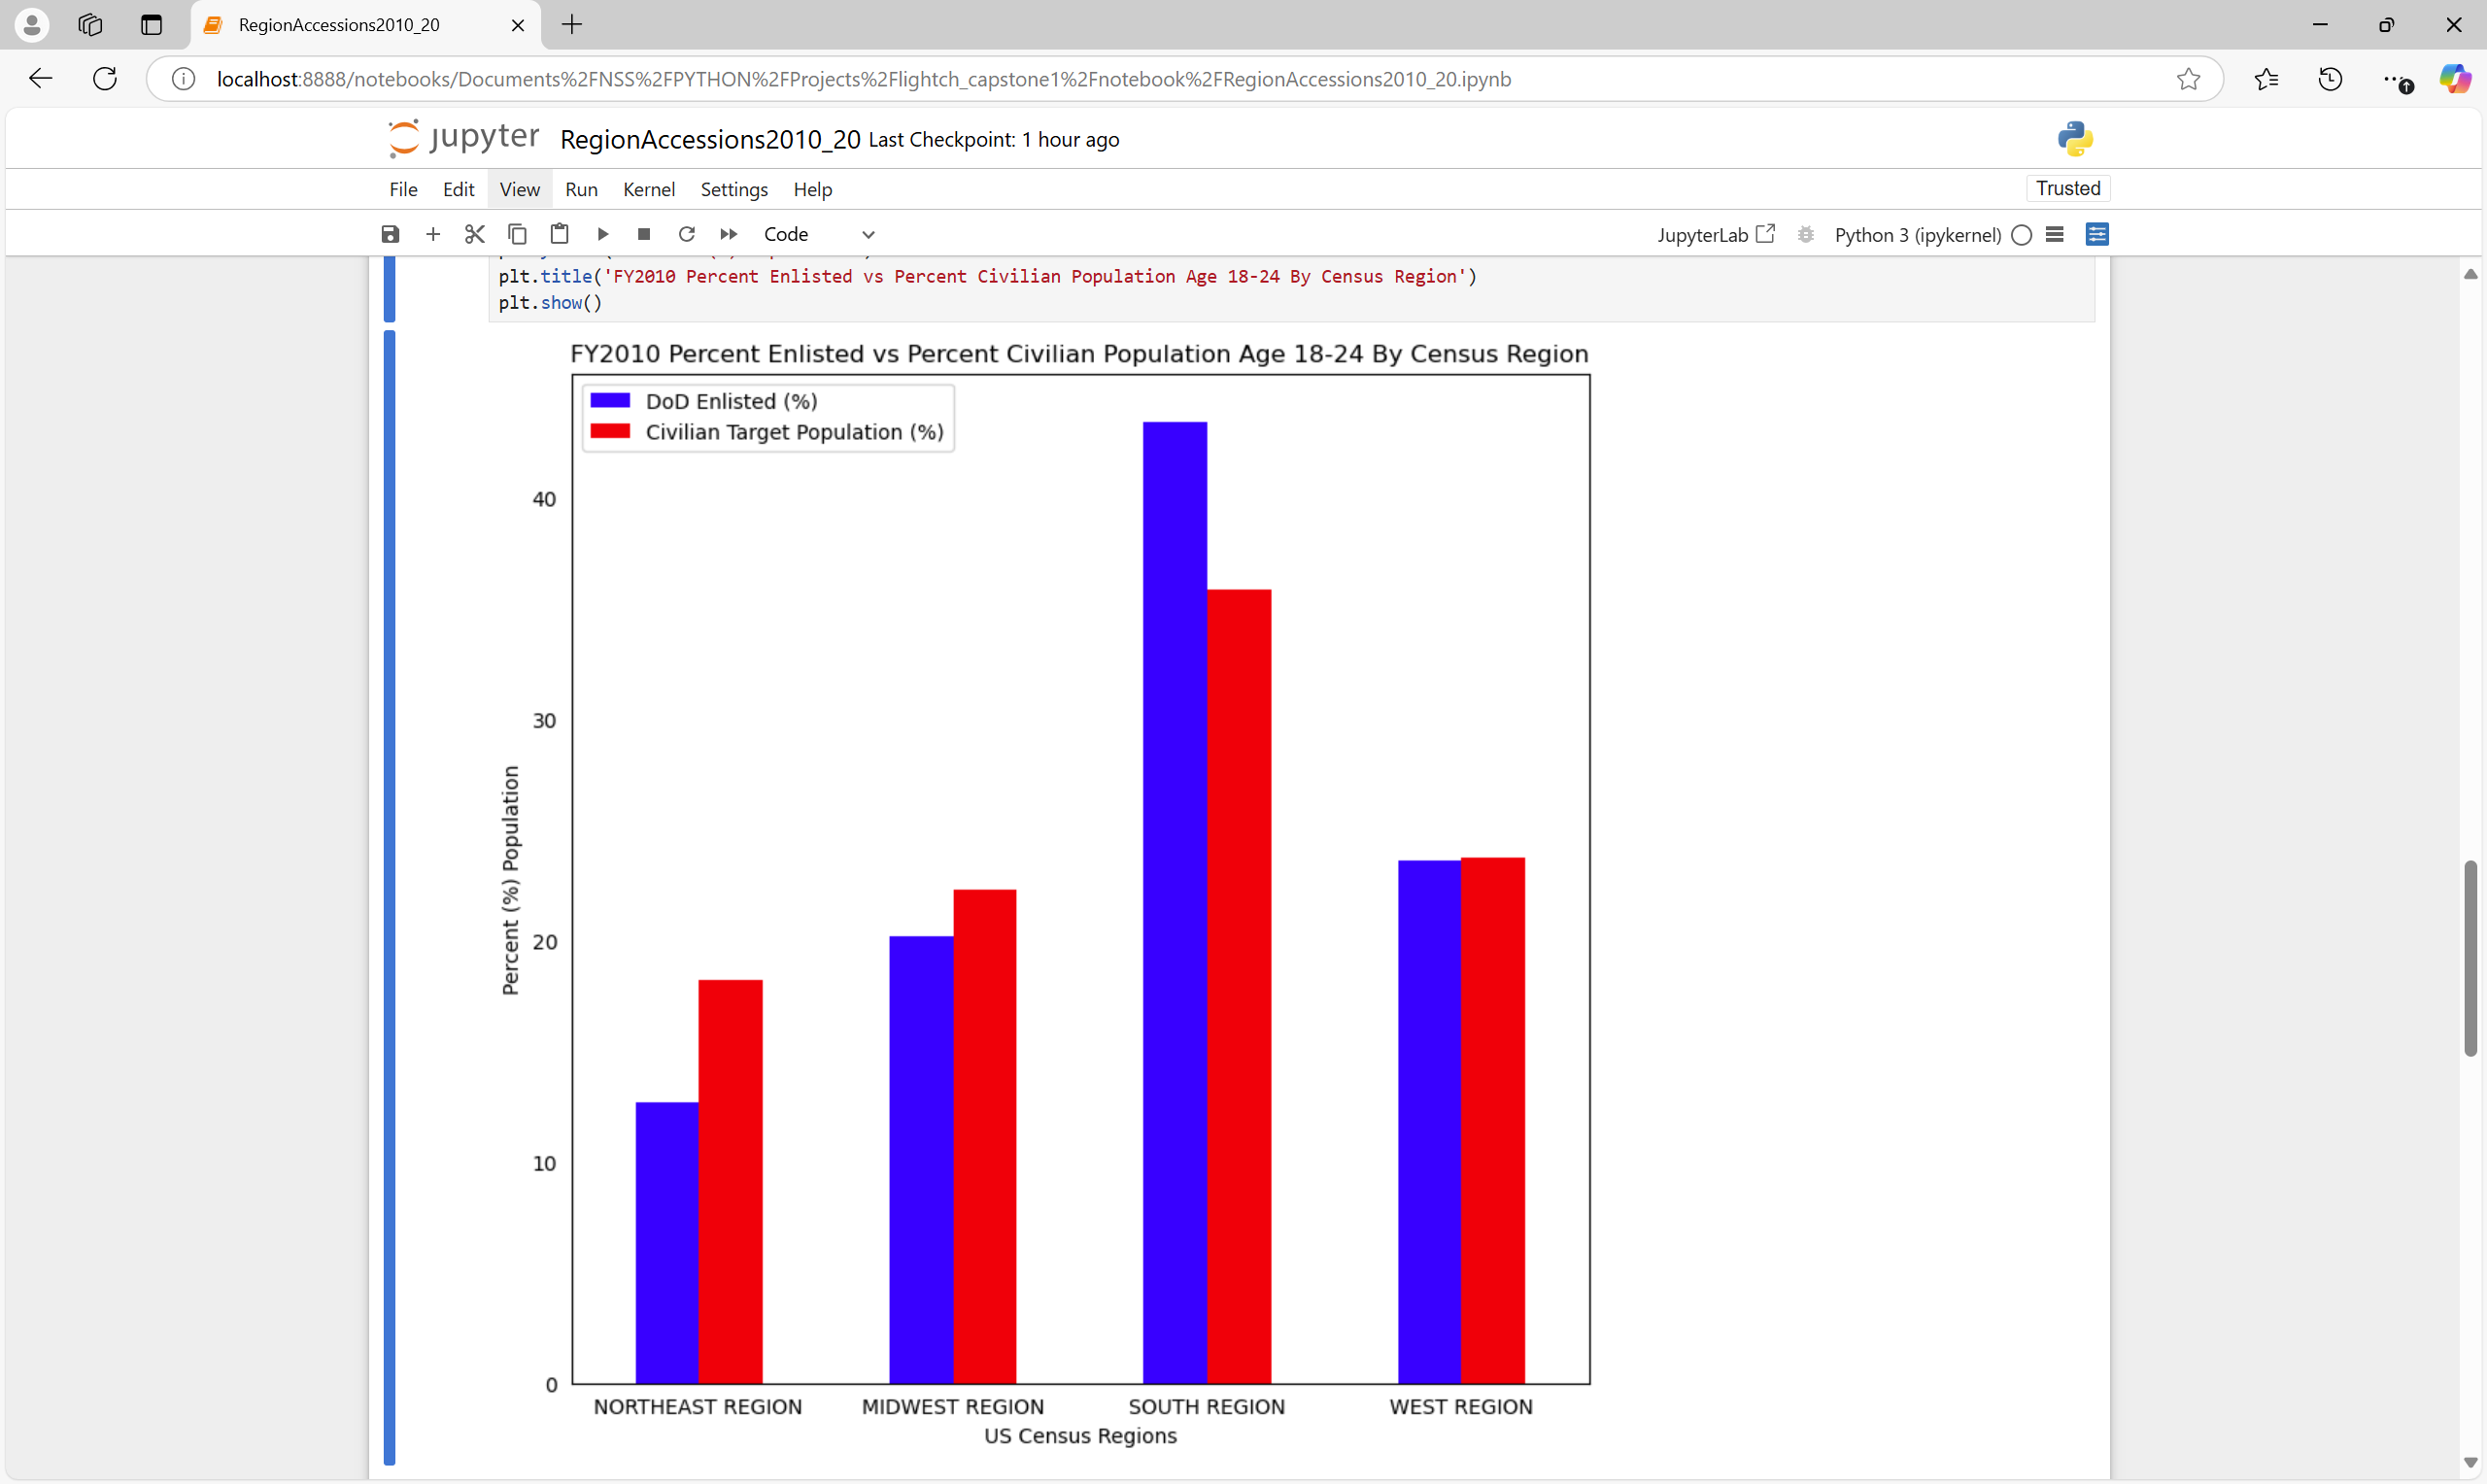 RegionAccessions2010_20
localhost:8888/notebooks/Documents%2FNSS%2FPYTHON%2FProjects%2Flightch_capstone1%2Fnotebook%2FRegionAccessions2010_20.ipynb
jupyter RegionAccessions2010_20 Last Checkpoint: 1 hour ago
File Edit View Run Kernel Settings Help Trusted
Code JupyterLab Python 3 (ipykernel)
plt.title('FY2010 Percent Enlisted vs Percent Civilian Population Age 18-24 By Census Region')
plt.show()
FY2010 Percent Enlisted vs Percent Civilian Population Age 18-24 By Census Region
DoD Enlisted (%)
Civilian Target Population (%)
40
30
20
10
0
Percent (%) Population
NORTHEAST REGION MIDWEST REGION SOUTH REGION WEST REGION
US Census Regions